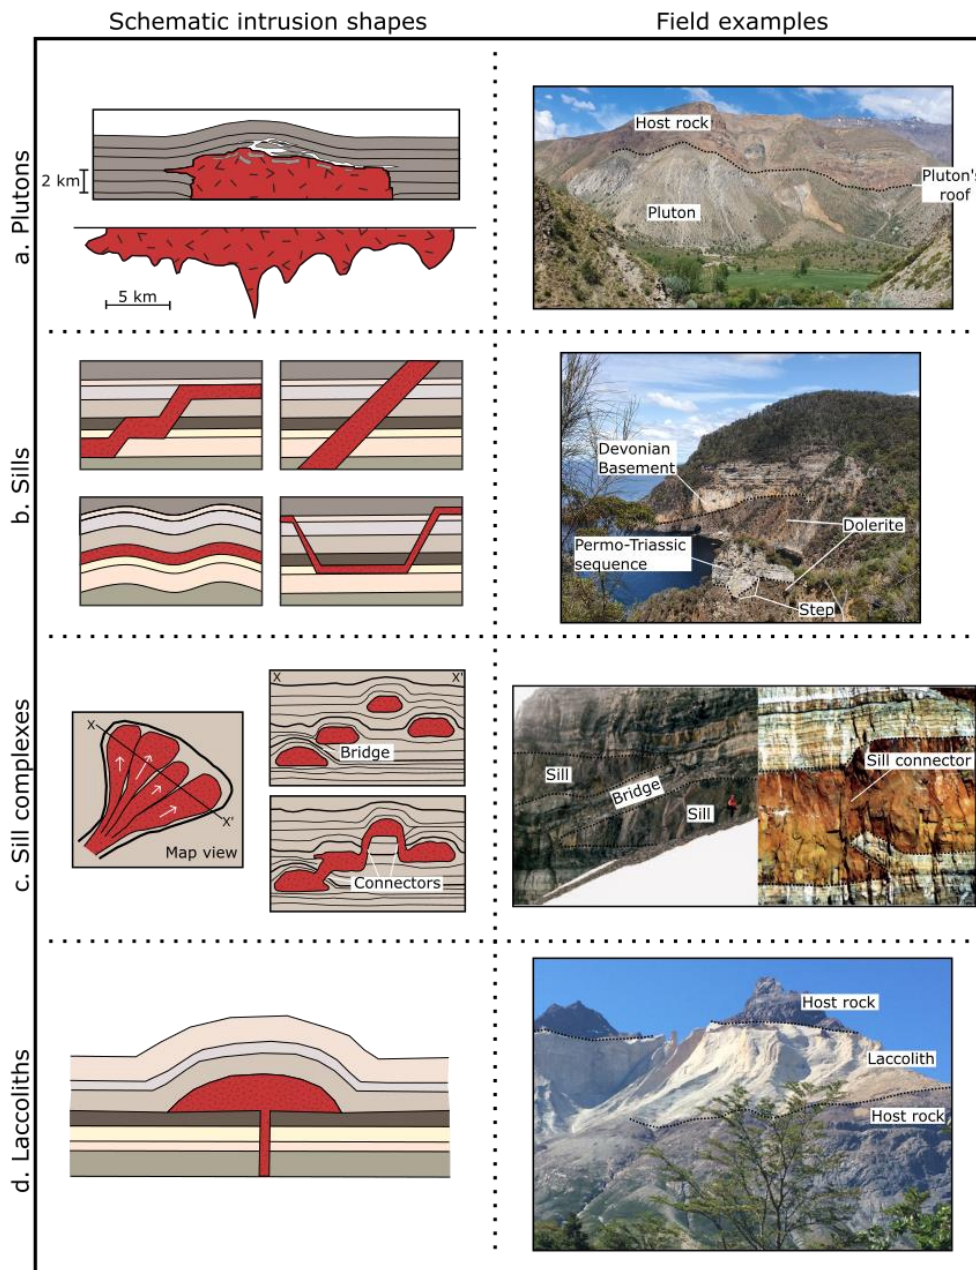 Schematic intrusion shapes
Field examples
a. Plutons
2 km
5 km
Host rock
Pluton's
roof
Pluton
b. Sills
Devonian
Basement
Dolerite
Permo-Triassic
sequence
Step
c. Sill complexes
X
X'
Map view
X
X'
Bridge
Connectors
Sill
Bridge
Sill
Sill connector
d. Laccoliths
Host rock
Laccolith
Host rock